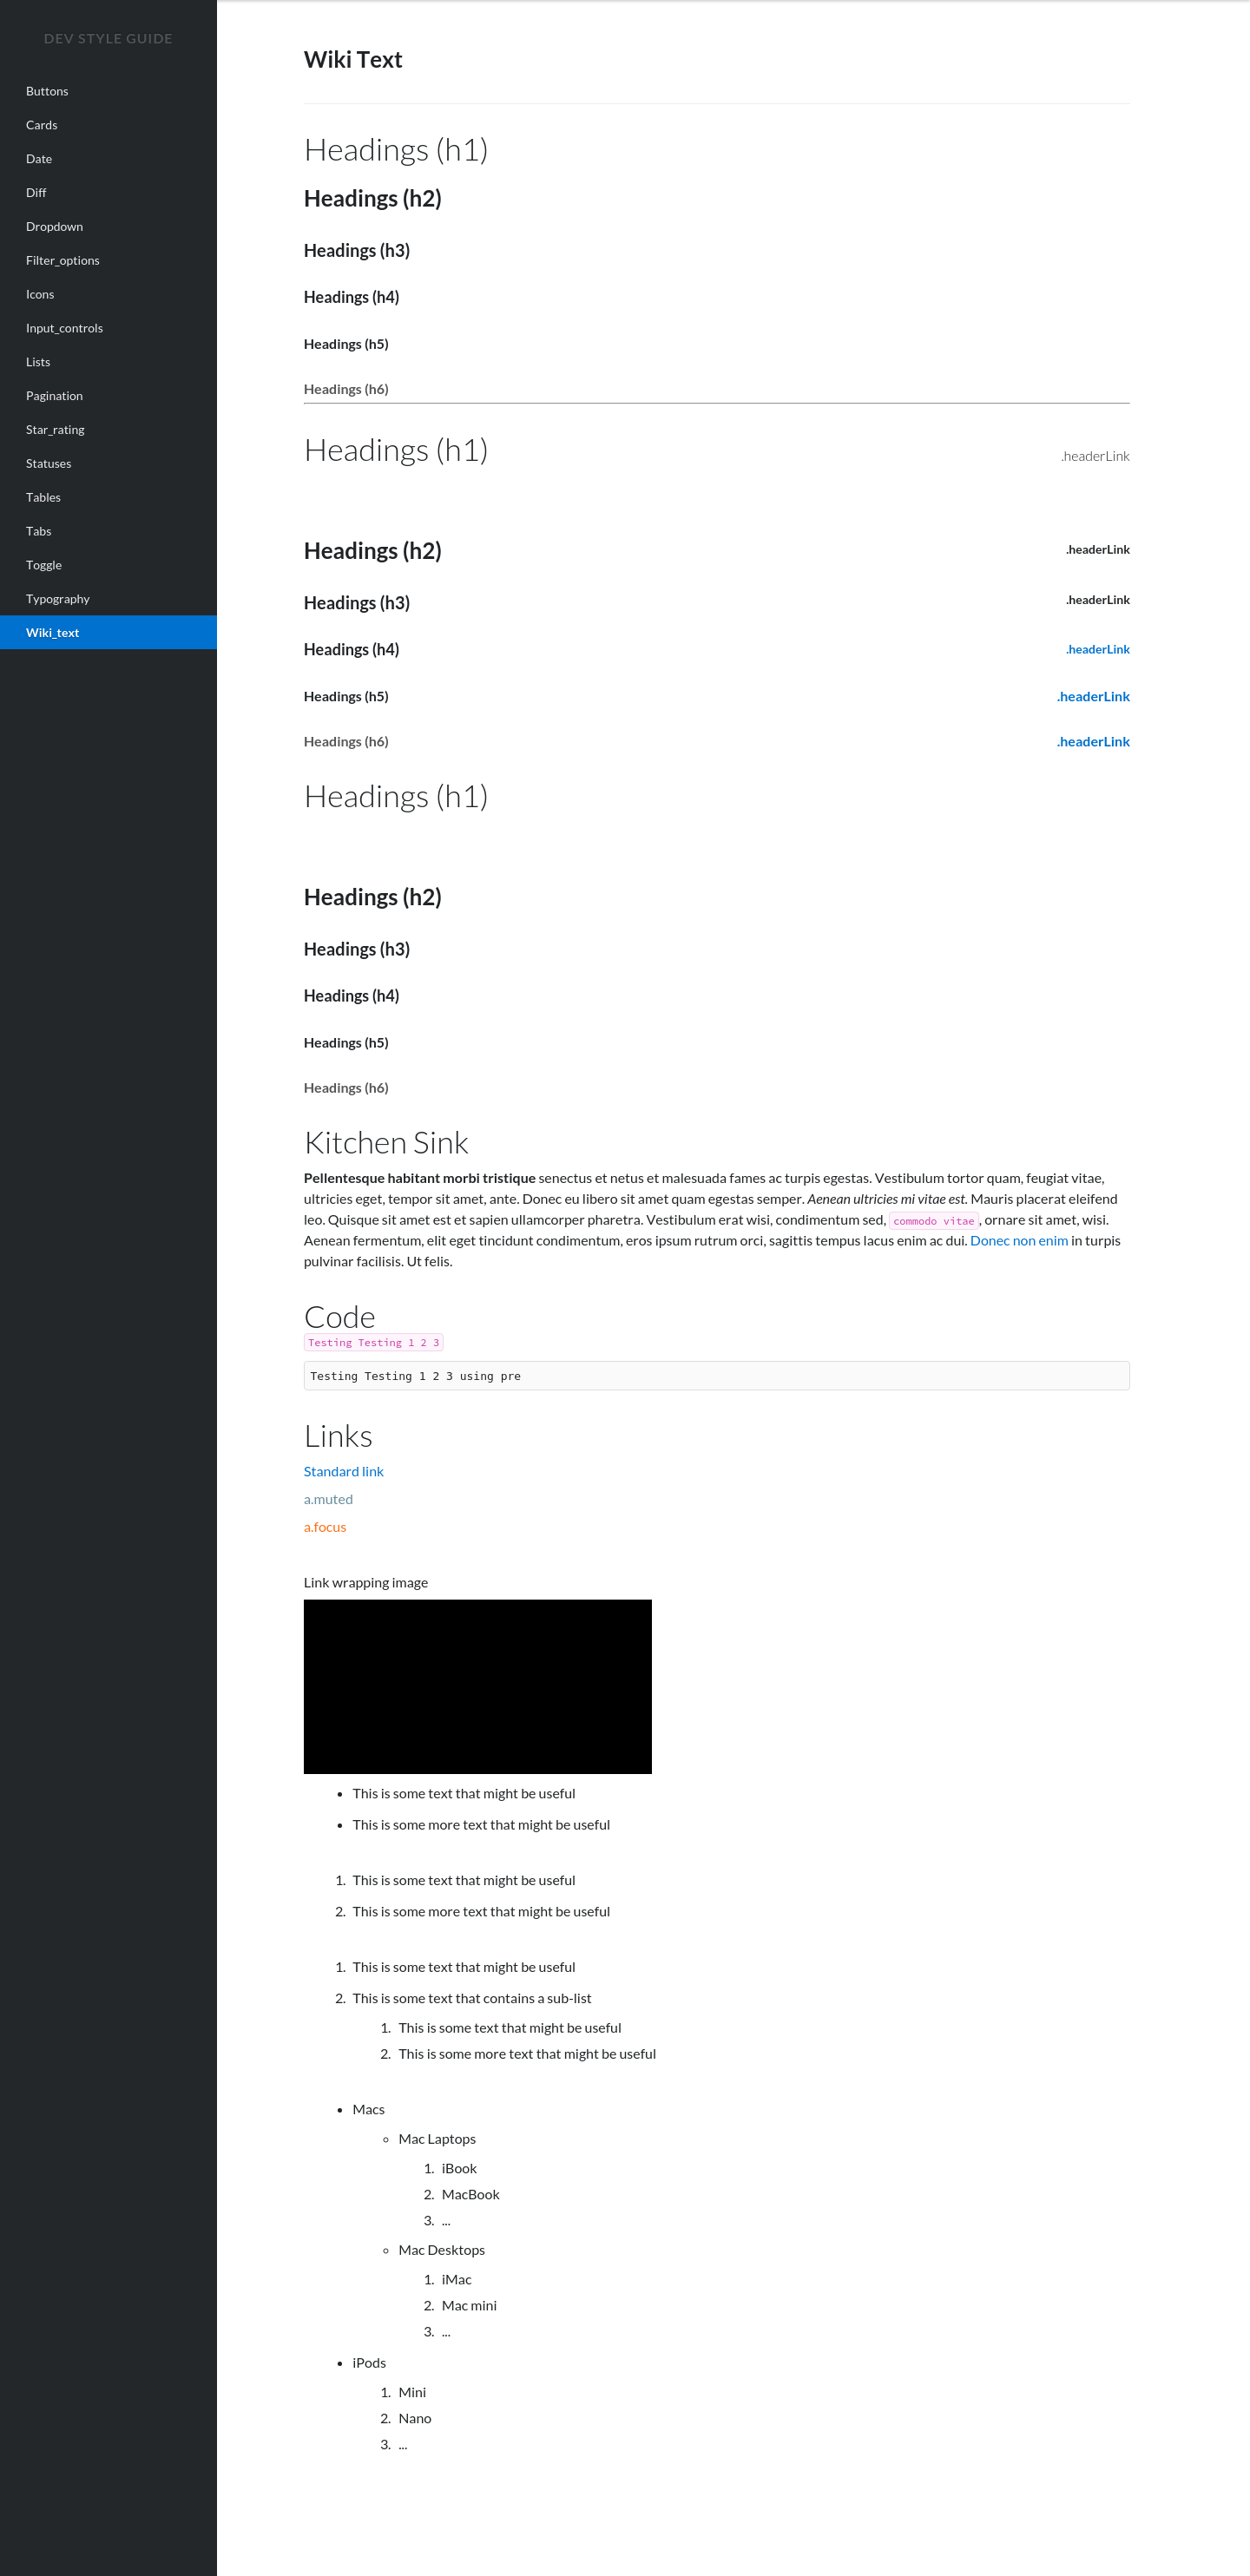 DEV STYLE GUIDE
Buttons
Cards
Date
Diff
Dropdown
Filter_options
Icons
Input_controls
Lists
Pagination
Star_rating
Statuses
Tables
Tabs
Toggle
Typography
Wiki_text
Wiki Text
Headings (h1)
Headings (h2)
Headings (h3)
Headings (h4)
Headings (h5)
Headings (h6)
Headings (h1) .headerLink
Headings (h2) .headerLink
Headings (h3) .headerLink
Headings (h4) .headerLink
Headings (h5) .headerLink
Headings (h6) .headerLink
Headings (h1)
Headings (h2)
Headings (h3)
Headings (h4)
Headings (h5)
Headings (h6)
Kitchen Sink
Pellentesque habitant morbi tristique senectus et netus et malesuada fames ac turpis egestas. Vestibulum tortor quam, feugiat vitae,
ultricies eget, tempor sit amet, ante. Donec eu libero sit amet quam egestas semper. Aenean ultricies mi vitae est. Mauris placerat eleifend
leo. Quisque sit amet est et sapien ullamcorper pharetra. Vestibulum erat wisi, condimentum sed, commodo vitae, ornare sit amet, wisi.
Aenean fermentum, elit eget tincidunt condimentum, eros ipsum rutrum orci, sagittis tempus lacus enim ac dui. Donec non enim in turpis
pulvinar facilisis. Ut felis.
Code
Testing Testing 1 2 3
Testing Testing 1 2 3 using pre
Links
Standard link
a.muted
a.focus
Link wrapping image
• This is some text that might be useful
• This is some more text that might be useful
1. This is some text that might be useful
2. This is some more text that might be useful
1. This is some text that might be useful
2. This is some text that contains a sub-list
1. This is some text that might be useful
2. This is some more text that might be useful
• Macs
◦ Mac Laptops
1. iBook
2. MacBook
3. ...
◦ Mac Desktops
1. iMac
2. Mac mini
3. ...
• iPods
1. Mini
2. Nano
3. ...